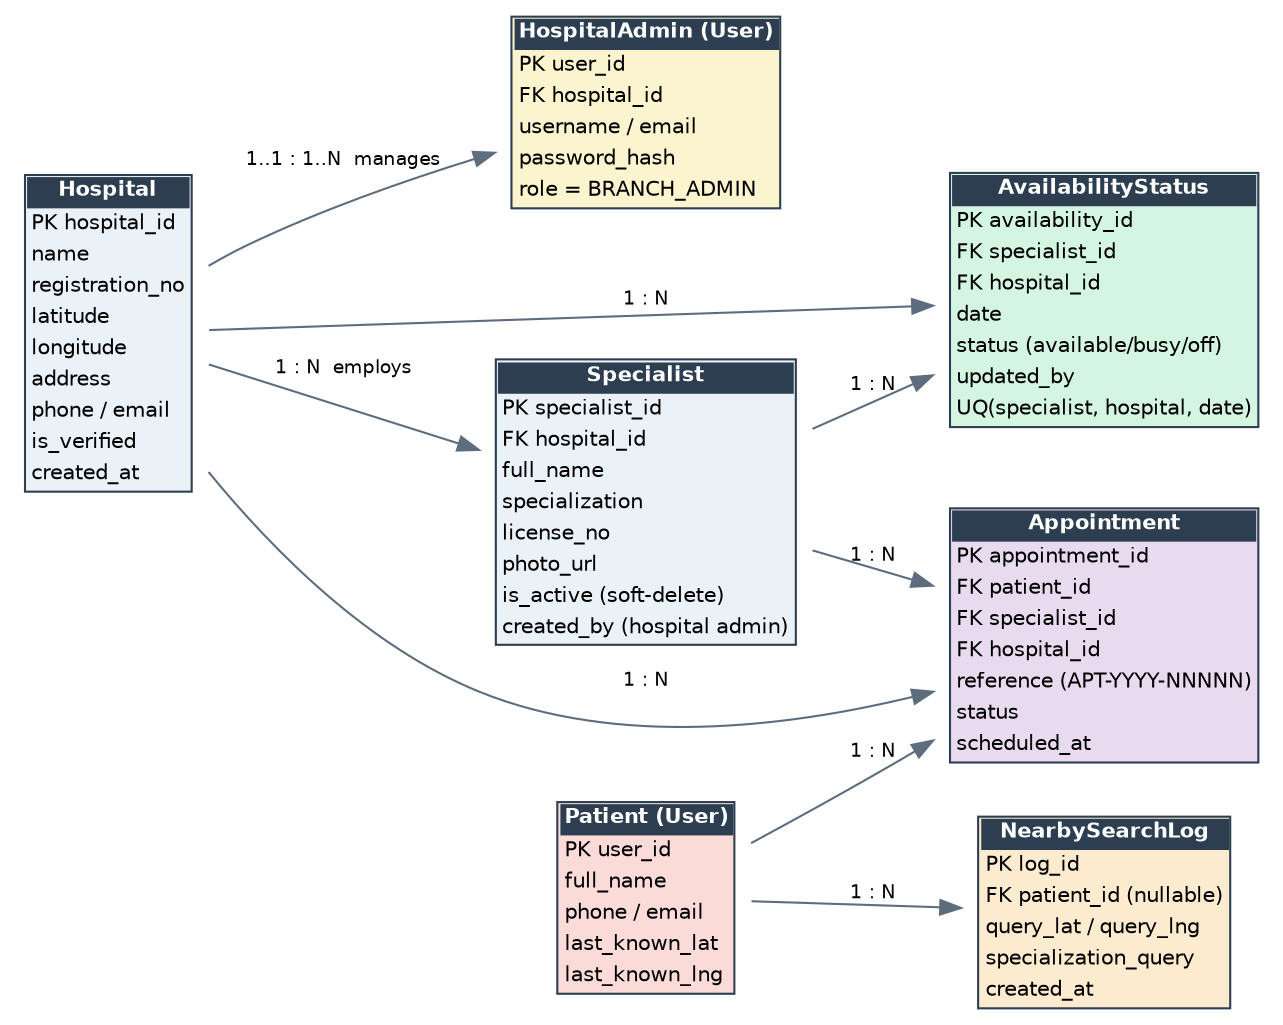 HospitalAdmin (User)
PK user_id
FK hospital_id
username / email
password_hash
role = BRANCH_ADMIN
1..1 : 1..N  manages
Hospital
PK hospital_id
name
registration_no
latitude
longitude
address
phone / email
is_verified
created_at
AvailabilityStatus
PK availability_id
FK specialist_id
FK hospital_id
date
status (available/busy/off)
updated_by
UQ(specialist, hospital, date)
1 : N
1 : N  employs
Specialist
PK specialist_id
FK hospital_id
full_name
specialization
license_no
photo_url
is_active (soft-delete)
created_by (hospital admin)
1 : N
1 : N
Appointment
PK appointment_id
FK patient_id
FK specialist_id
FK hospital_id
reference (APT-YYYY-NNNNN)
status
scheduled_at
1 : N
1 : N
Patient (User)
PK user_id
full_name
phone / email
last_known_lat
last_known_lng
1 : N
NearbySearchLog
PK log_id
FK patient_id (nullable)
query_lat / query_lng
specialization_query
created_at